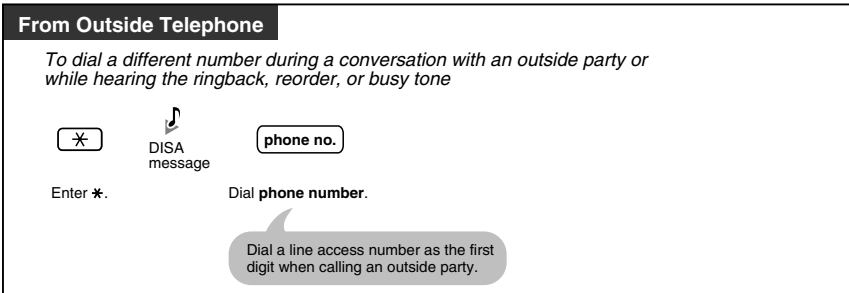 From Outside Telephone
To dial a different number during a conversation with an outside party or
while hearing the ringback, reorder, or busy tone
phone no.
DISA
message
Enter ✱.
Dial phone number.
Dial a line access number as the first
digit when calling an outside party.